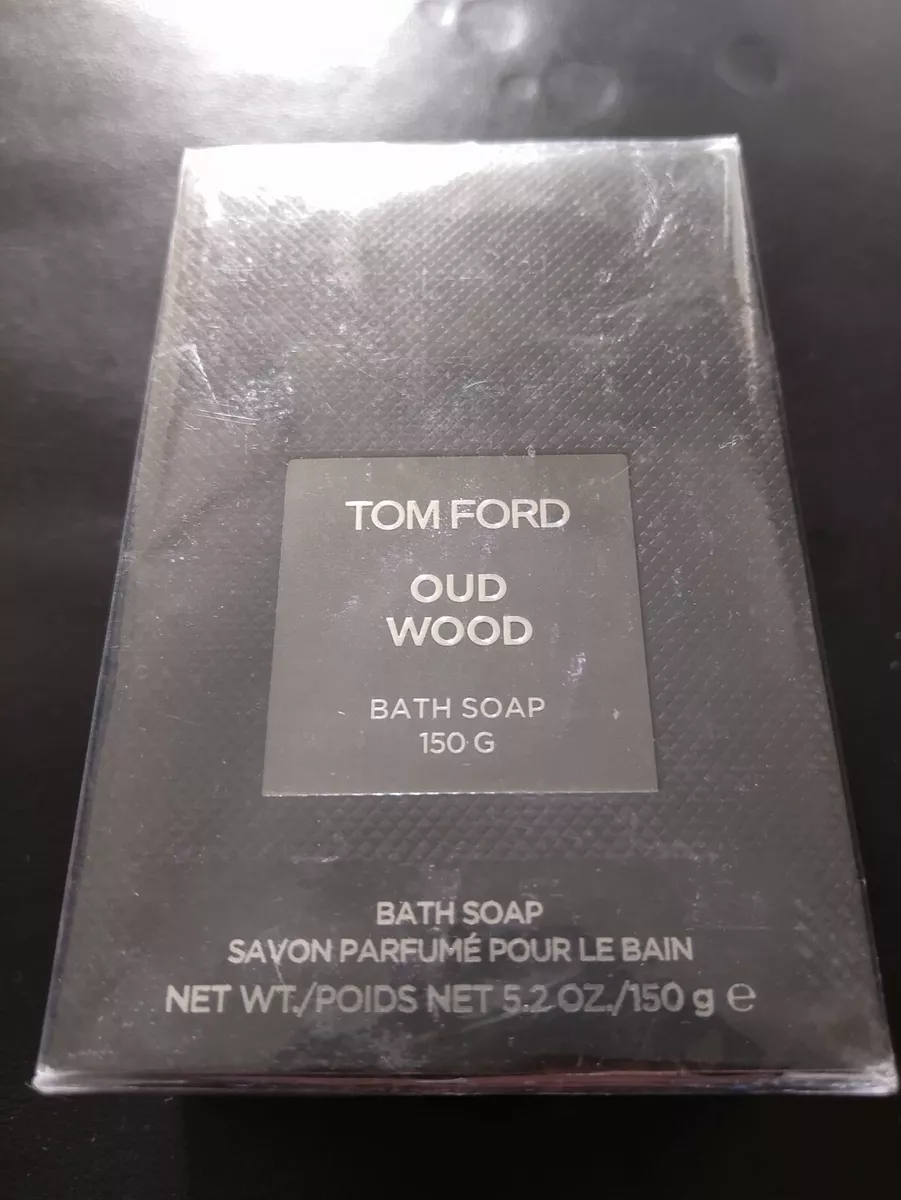 TOM FORD
OUD
WOOD
BATH SOAP
150 G
BATH SOAP
SAVON PARFUMÉ POUR LE BAIN
NET WT./POIDS NET 5.2 OZ./150 g ℮